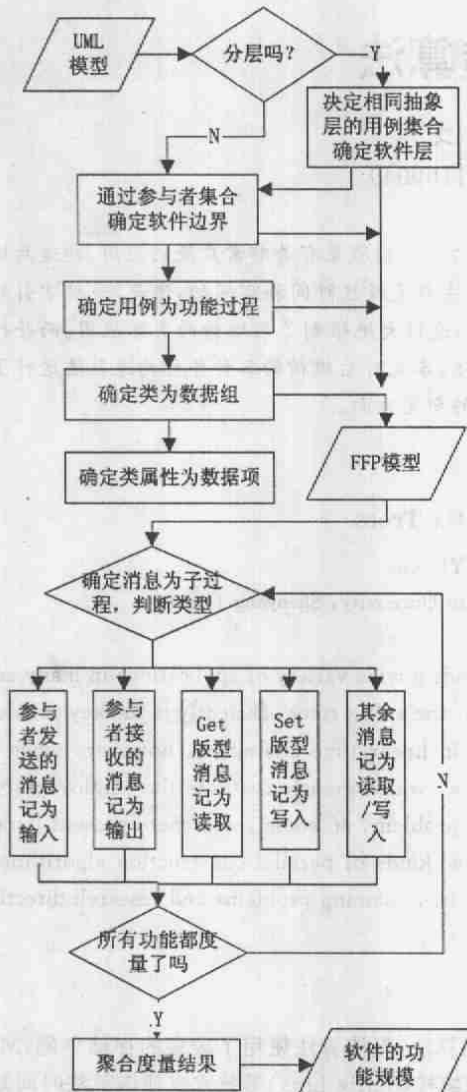 UML
模型
分层吗?
Y
决定相同抽象
层的用例集合
确定软件层
N
通过参与者集合
确定软件边界
确定用例为功能过程
确定类为数据组
确定类属性为数据项
FFP模型
确定消息为子过
程，判断类型
参与
者发
送的
消息
记为
输入
参与
者接
收的
消息
记为
输出
Get
版型
消息
记为
读取
Set
版型
消息
记为
写入
其余
消息
记为
读取
/写
入
N
所有功能都度
量了吗
Y
聚合度量结果
软件的功
能规模